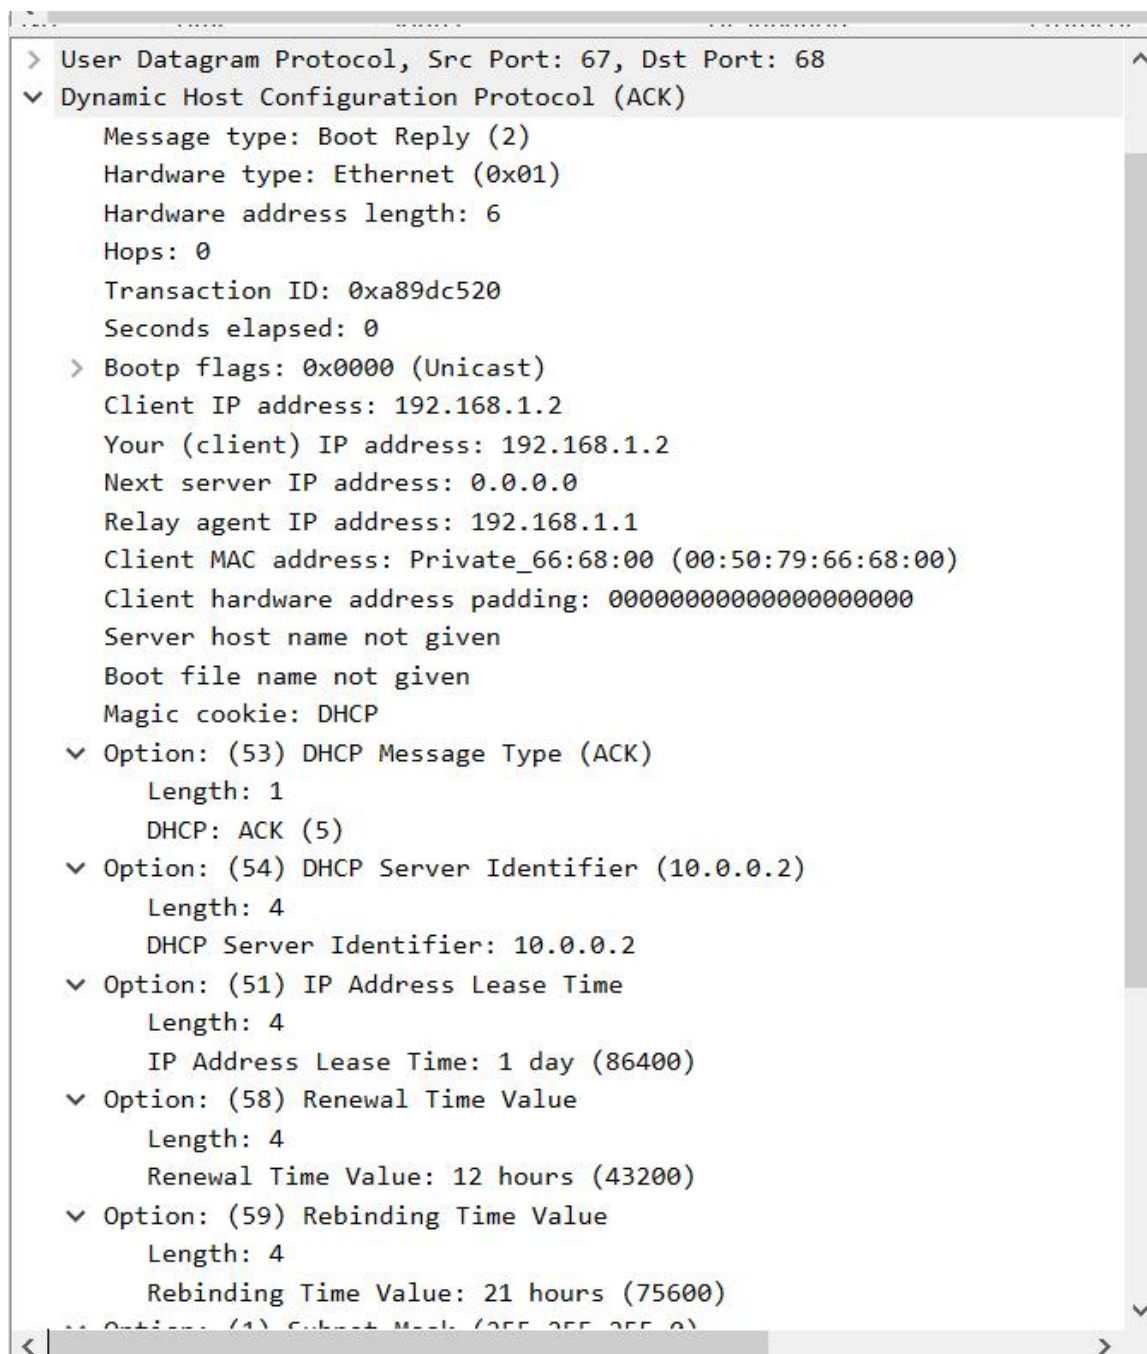 User Datagram Protocol, Src Port: 67, Dst Port: 68
Dynamic Host Configuration Protocol (ACK)
Message type: Boot Reply (2)
Hardware type: Ethernet (0x01)
Hardware address length: 6
Hops: 0
Transaction ID: 0xa89dc520
Seconds elapsed: 0
Bootp flags: 0x0000 (Unicast)
Client IP address: 192.168.1.2
Your (client) IP address: 192.168.1.2
Next server IP address: 0.0.0.0
Relay agent IP address: 192.168.1.1
Client MAC address: Private_66:68:00 (00:50:79:66:68:00)
Client hardware address padding: 00000000000000000000
Server host name not given
Boot file name not given
Magic cookie: DHCP
Option: (53) DHCP Message Type (ACK)
Length: 1
DHCP: ACK (5)
Option: (54) DHCP Server Identifier (10.0.0.2)
Length: 4
DHCP Server Identifier: 10.0.0.2
Option: (51) IP Address Lease Time
Length: 4
IP Address Lease Time: 1 day (86400)
Option: (58) Renewal Time Value
Length: 4
Renewal Time Value: 12 hours (43200)
Option: (59) Rebinding Time Value
Length: 4
Rebinding Time Value: 21 hours (75600)
Option: (1) Subnet Mask (255.255.255.0)